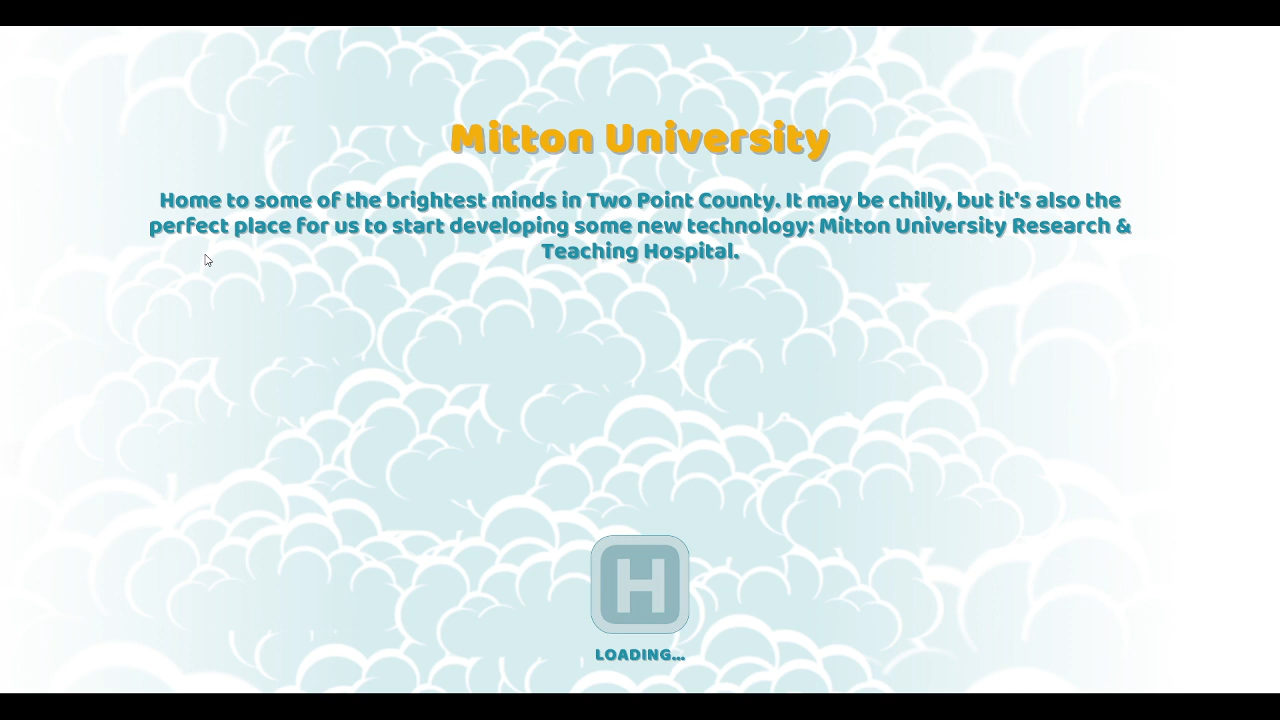 Mitton University
Home to some of the brightest minds in Two Point County. It may be chilly, but it's also the
perfect place for us to start developing some new technology: Mitton University Research &
Teaching Hospital.
H
LOADING...